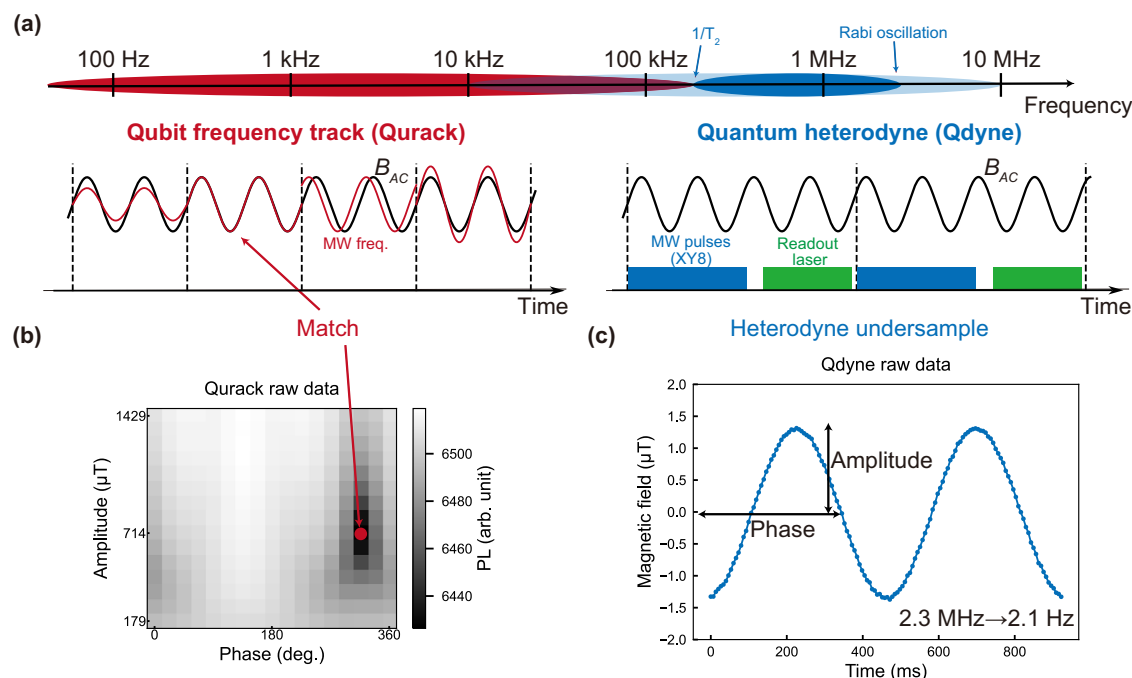 (a)
1/T2
Rabi oscillation
100 Hz
1 kHz
10 kHz
100 kHz
1 MHz
10 MHz
Frequency
Qubit frequency track (Qurack)
BAC
MW freq.
Time
Quantum heterodyne (Qdyne)
BAC
MW pulses
(XY8)
Readout
laser
Time
Match
Heterodyne undersample
(b)
Qurack raw data
Amplitude (μT)
1429
714
179
0
180
360
Phase (deg.)
6500
6480
6460
6440
PL (arb. unit)
(c)
Qdyne raw data
Magnetic field (μT)
2.0
1.5
1.0
0.5
0.0
−0.5
−1.0
−1.5
−2.0
Amplitude
Phase
2.3 MHz→2.1 Hz
0
200
400
600
800
Time (ms)